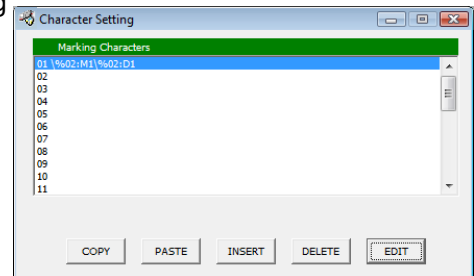 g
Character Setting
Marking Characters
01 \%02:M1\%02:D1
02
03
04
05
06
07
08
09
10
11
COPY PASTE INSERT DELETE EDIT